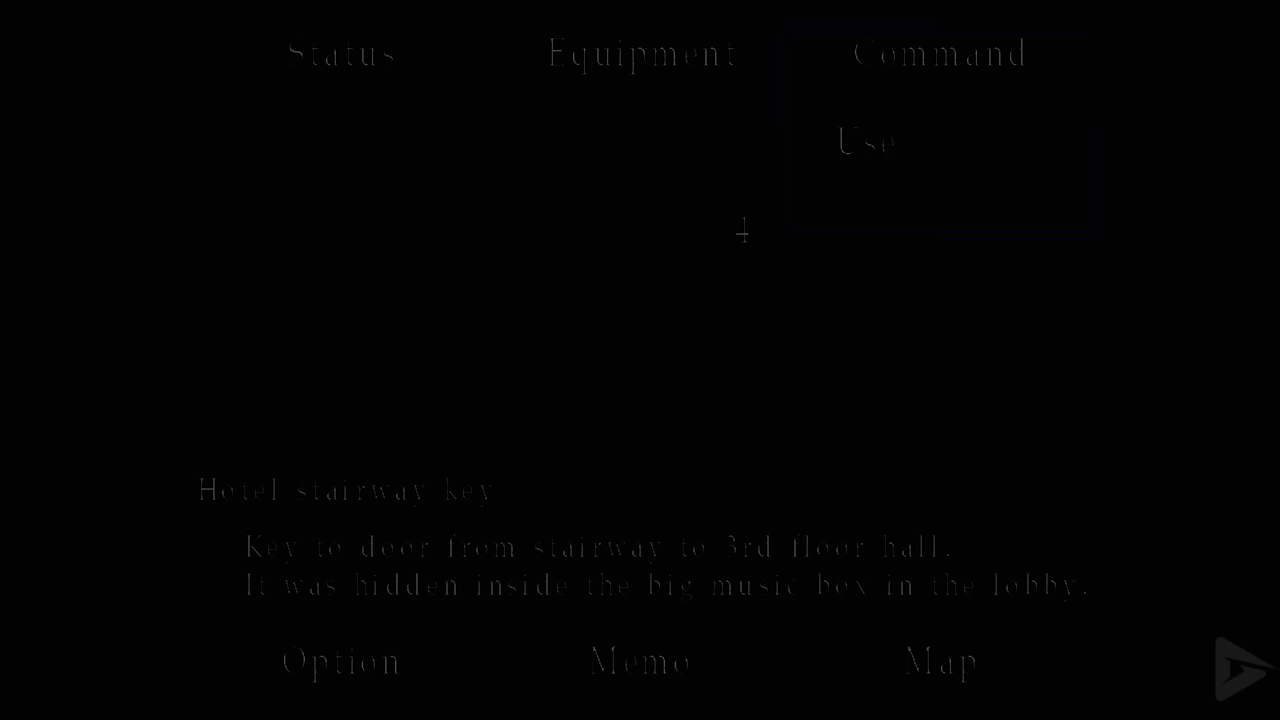 Status Equipment Command
Use
4
Hotel stairway key
Key to door from stairway to 3rd floor hall.
It was hidden inside the big music box in the lobby.
Option Memo Map